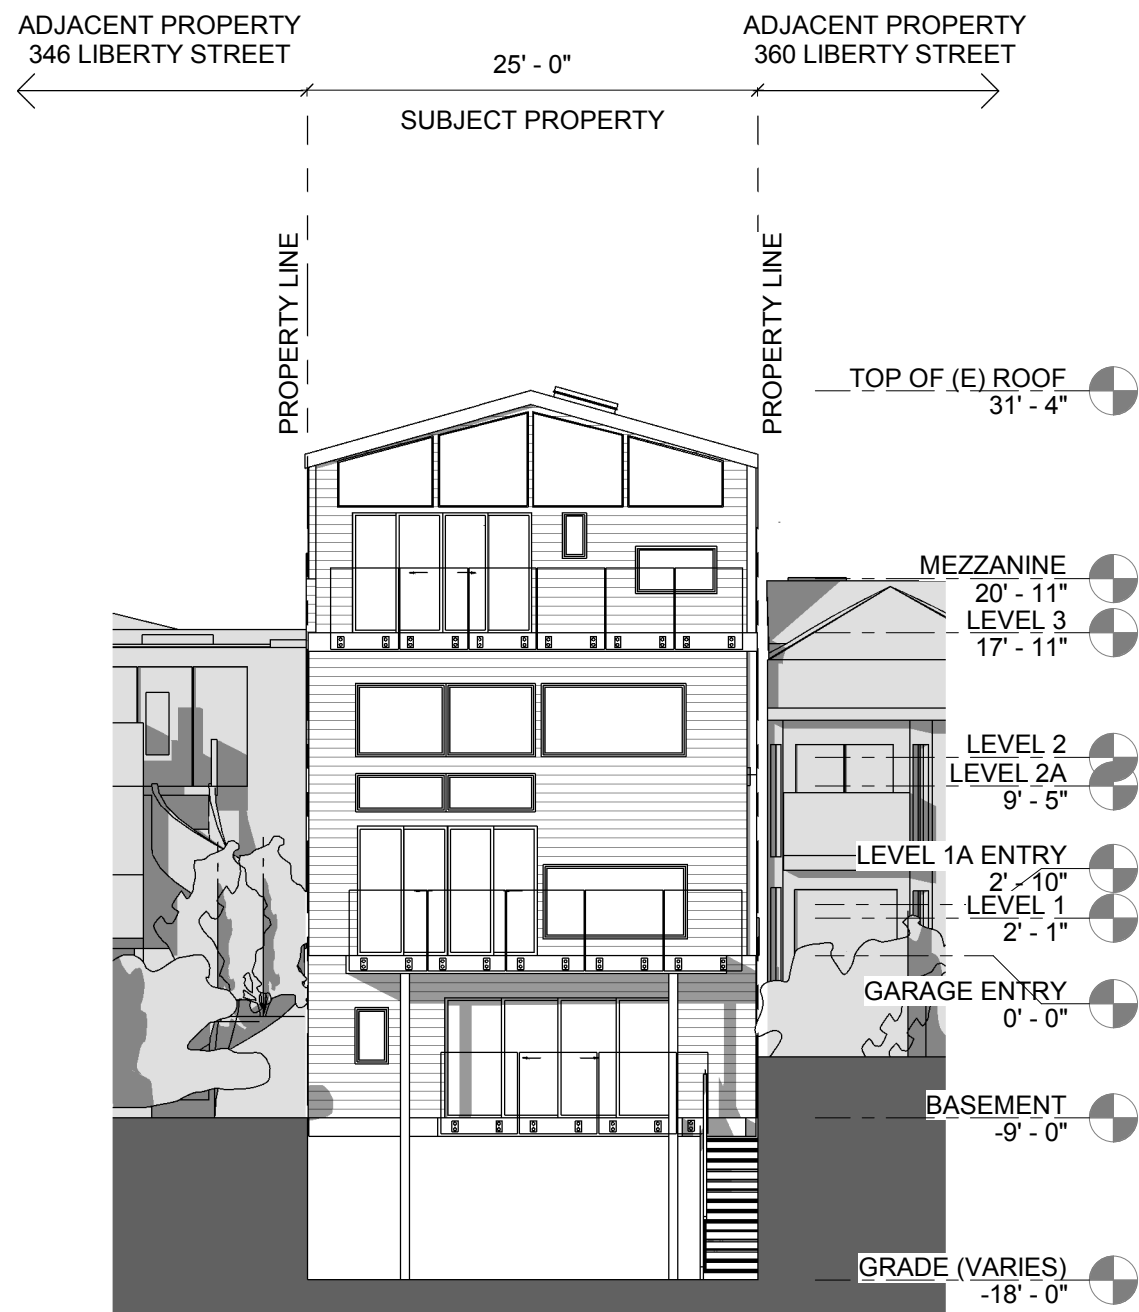 ADJACENT PROPERTY
346 LIBERTY STREET
25' - 0"
SUBJECT PROPERTY
ADJACENT PROPERTY
360 LIBERTY STREET
PROPERTY LINE
PROPERTY LINE
TOP OF (E) ROOF
31' - 4"
MEZZANINE
20' - 11"
LEVEL 3
17' - 11"
LEVEL 2
LEVEL 2A
9' - 5"
LEVEL 1A ENTRY
2' - 10"
LEVEL 1
2' - 1"
GARAGE ENTRY
0' - 0"
BASEMENT
-9' - 0"
GRADE (VARIES)
-18' - 0"